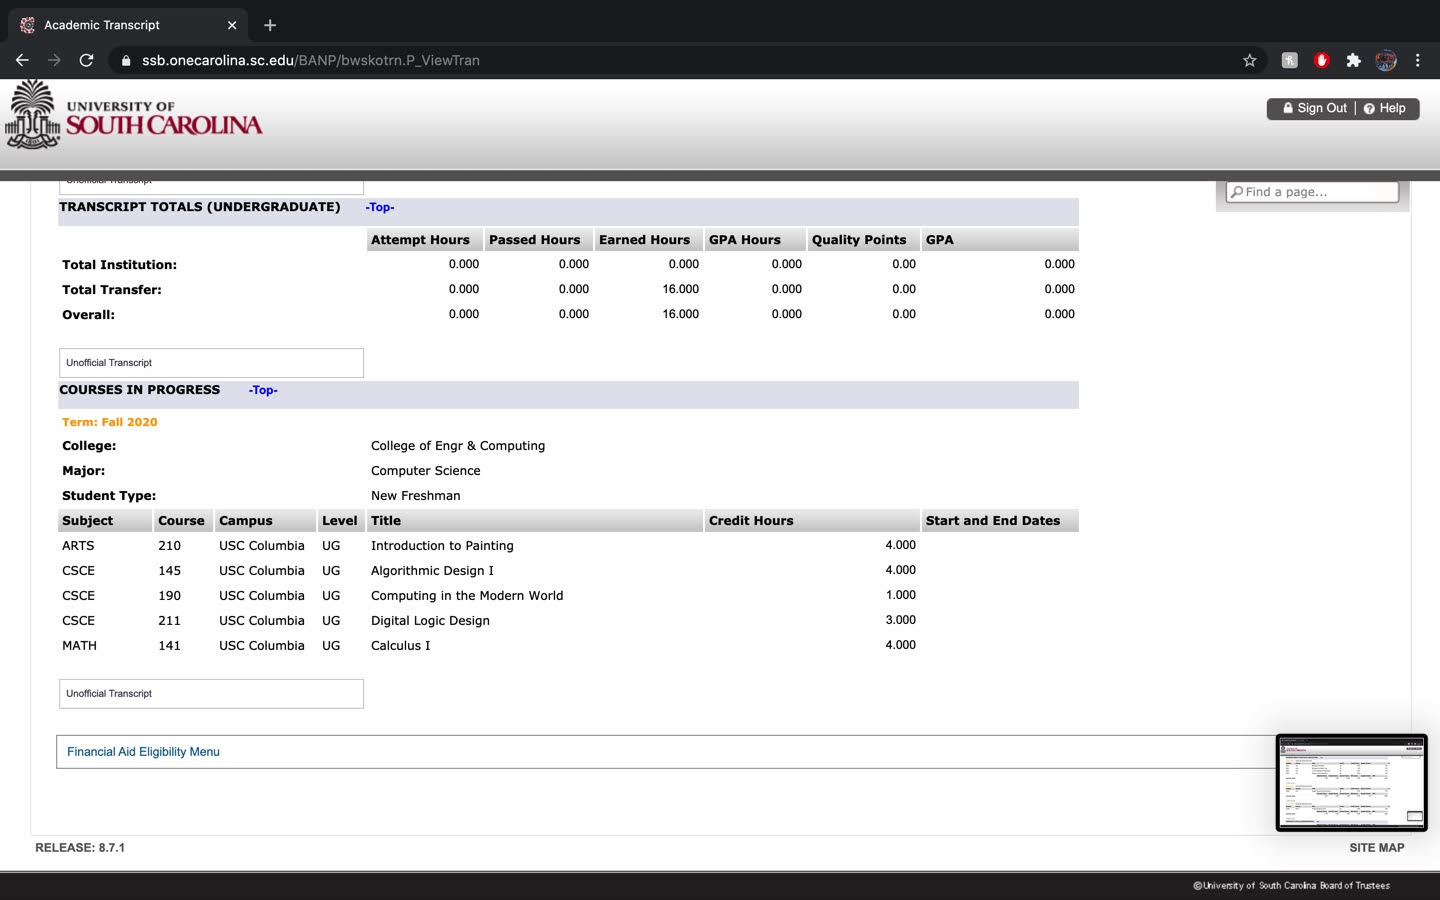 Academic Transcript
ssb.onecarolina.sc.edu/BANP/bwskotrn.P_ViewTran
UNIVERSITY OF
SOUTH CAROLINA
Sign Out | Help
Unofficial Transcript
Find a page...
TRANSCRIPT TOTALS (UNDERGRADUATE) -Top-
Attempt Hours Passed Hours Earned Hours GPA Hours Quality Points GPA
Total Institution: 0.000 0.000 0.000 0.000 0.00 0.000
Total Transfer: 0.000 0.000 16.000 0.000 0.00 0.000
Overall: 0.000 0.000 16.000 0.000 0.00 0.000
Unofficial Transcript
COURSES IN PROGRESS -Top-
Term: Fall 2020
College: College of Engr & Computing
Major: Computer Science
Student Type: New Freshman
Subject Course Campus Level Title Credit Hours Start and End Dates
ARTS 210 USC Columbia UG Introduction to Painting 4.000
CSCE 145 USC Columbia UG Algorithmic Design I 4.000
CSCE 190 USC Columbia UG Computing in the Modern World 1.000
CSCE 211 USC Columbia UG Digital Logic Design 3.000
MATH 141 USC Columbia UG Calculus I 4.000
Unofficial Transcript
Financial Aid Eligibility Menu
RELEASE: 8.7.1 SITE MAP
©University of South Carolina Board of Trustees